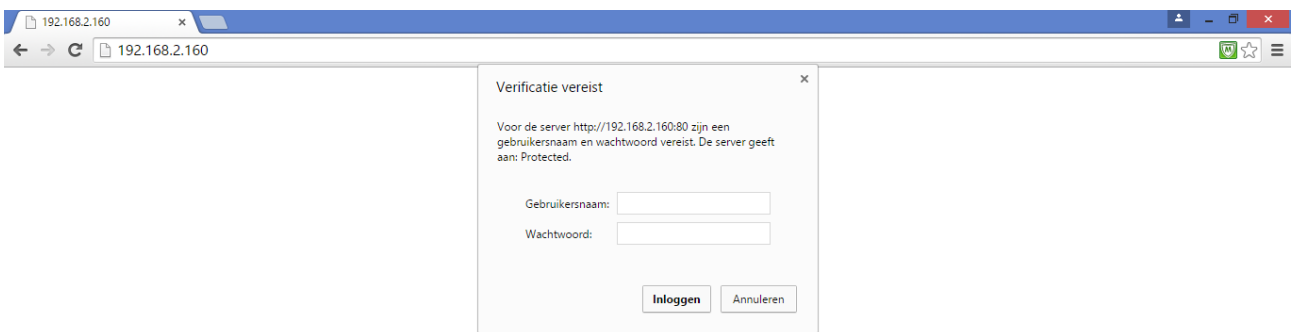 192.168.2.160
192.168.2.160
Verificatie vereist
Voor de server http://192.168.2.160:80 zijn een
gebruikersnaam en wachtwoord vereist. De server geeft
aan: Protected.
Gebruikersnaam:
Wachtwoord:
Inloggen Annuleren